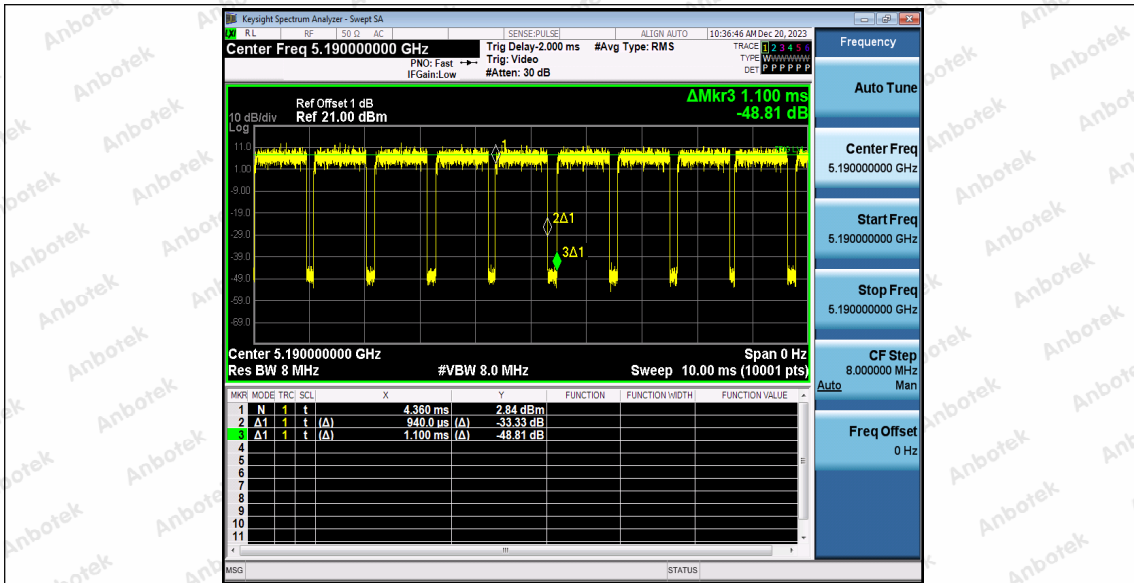 Keysight Spectrum Analyzer - Swept SA
LXI RL RF 50 Ω AC SENSE:PULSE ALIGN AUTO 10:36:46 AM Dec 20, 2023
Center Freq 5.190000000 GHz
PNO: Fast
IFGain:Low
Trig Delay-2.000 ms
Trig: Video
#Atten: 30 dB
#Avg Type: RMS
TRACE 1 2 3 4 5 6
TYPE WWWWWW
DET P P P P P P
Ref Offset 1 dB
10 dB/div Ref 21.00 dBm
Log
ΔMkr3 1.100 ms
-48.81 dB
11.0
1.00
-9.00
-19.0
-29.0
-39.0
-49.0
-59.0
-69.0
1
2Δ1
3Δ1
Center 5.190000000 GHz Span 0 Hz
Res BW 8 MHz #VBW 8.0 MHz Sweep 10.00 ms (10001 pts)
MKR MODE TRC SCL X Y FUNCTION FUNCTION WIDTH FUNCTION VALUE
1 N 1 t 4.360 ms 2.84 dBm
2 Δ1 1 t (Δ) 940.0 µs (Δ) -33.33 dB
3 Δ1 1 t (Δ) 1.100 ms (Δ) -48.81 dB
4
5
6
7
8
9
10
11
MSG STATUS
Frequency
Auto Tune
Center Freq
5.190000000 GHz
Start Freq
5.190000000 GHz
Stop Freq
5.190000000 GHz
CF Step
8.000000 MHz
Auto Man
Freq Offset
0 Hz
Anbotek